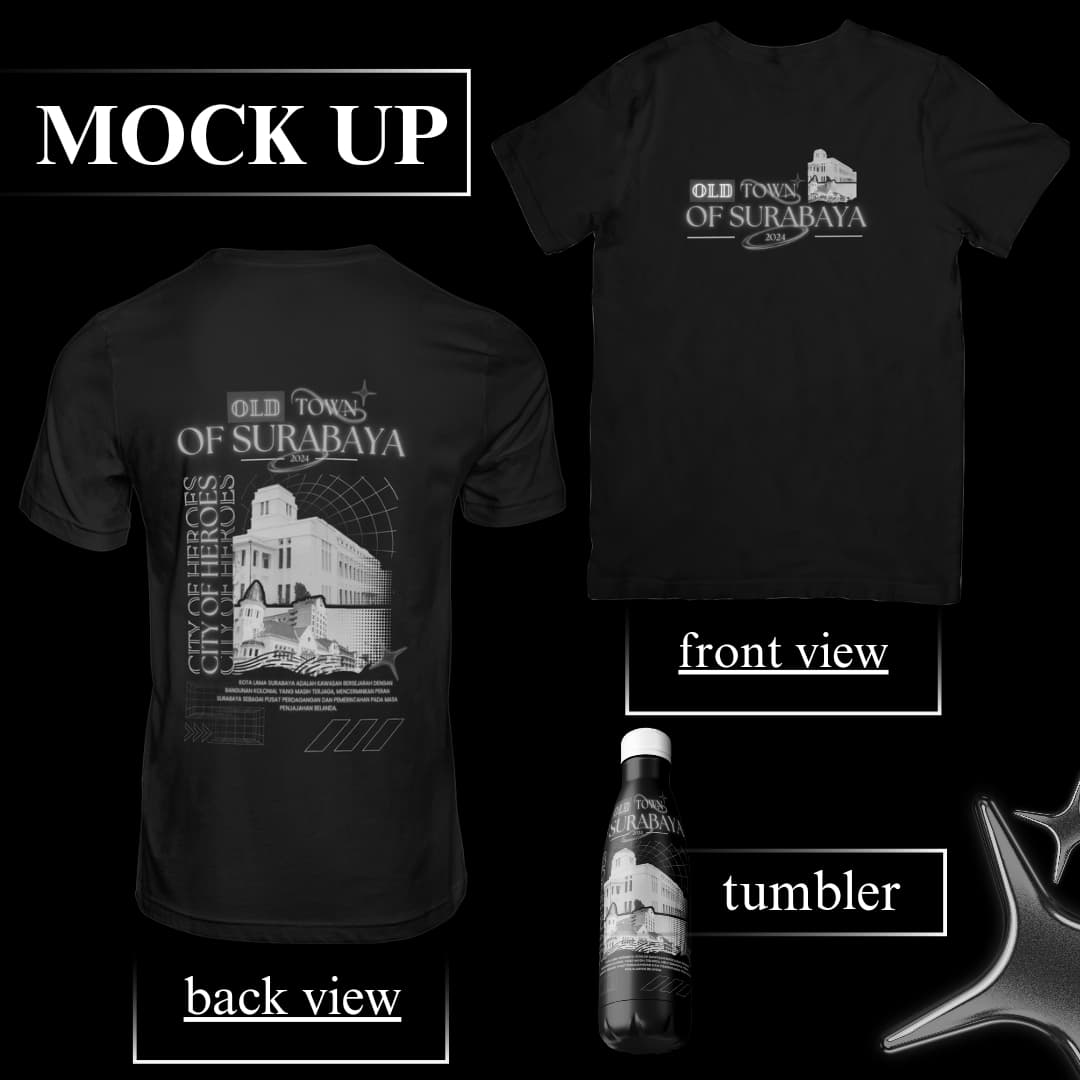 MOCK UP
OLD TOWN
OF SURABAYA
2024
front view
OLD TOWN
OF SURABAYA
2024
CITY OF HEROES
CITY OF HEROES
CITY OF HEROES
KOTA LAMA SURABAYA ADALAH KAWASAN BERSEJARAH DENGAN
BANGUNAN KOLONIAL YANG MASIH TERJAGA, MENCERMINKAN PERAN
SURABAYA SEBAGAI PUSAT PERDAGANGAN DAN PEMERINTAHAN PADA MASA
PENJAJAHAN BELANDA.
back view
OLD TOWN
SURABAYA
tumbler